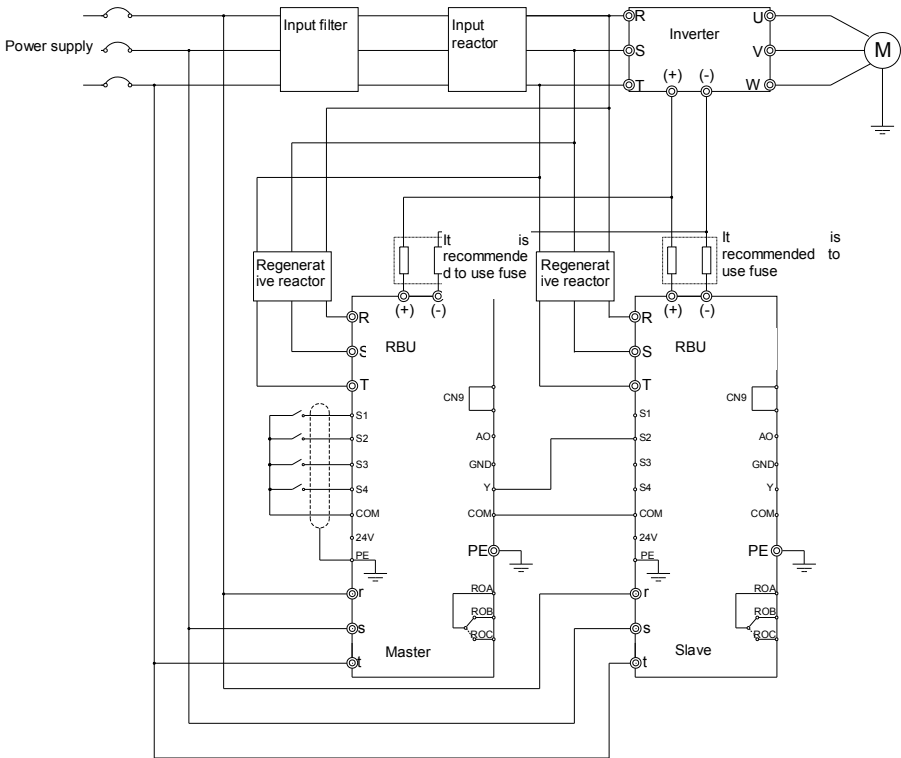 Power supply
Input filter
Input
reactor
R
S
T
Inverter
(+)
(-)
U
V
W
M
Regenerat
ive reactor
It is
recommende
d to use fuse
Regenerat
ive reactor
It is
recommended to
use fuse
(+)
(-)
(+)
(-)
R
S
T
RBU
CN9
S1
S2
S3
S4
COM
24V
PE
AO
GND
Y
COM
PE
r
s
t
ROA
ROB
ROC
Master
R
S
T
RBU
CN9
S1
S2
S3
S4
COM
24V
PE
AO
GND
Y
COM
PE
r
s
t
ROA
ROB
ROC
Slave